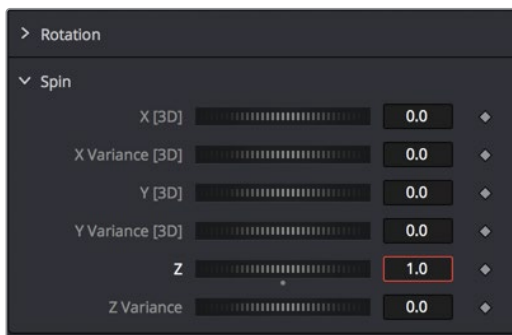 Rotation
Spin
X [3D] 0.0
X Variance [3D] 0.0
Y [3D] 0.0
Y Variance [3D] 0.0
Z 1.0
Z Variance 0.0